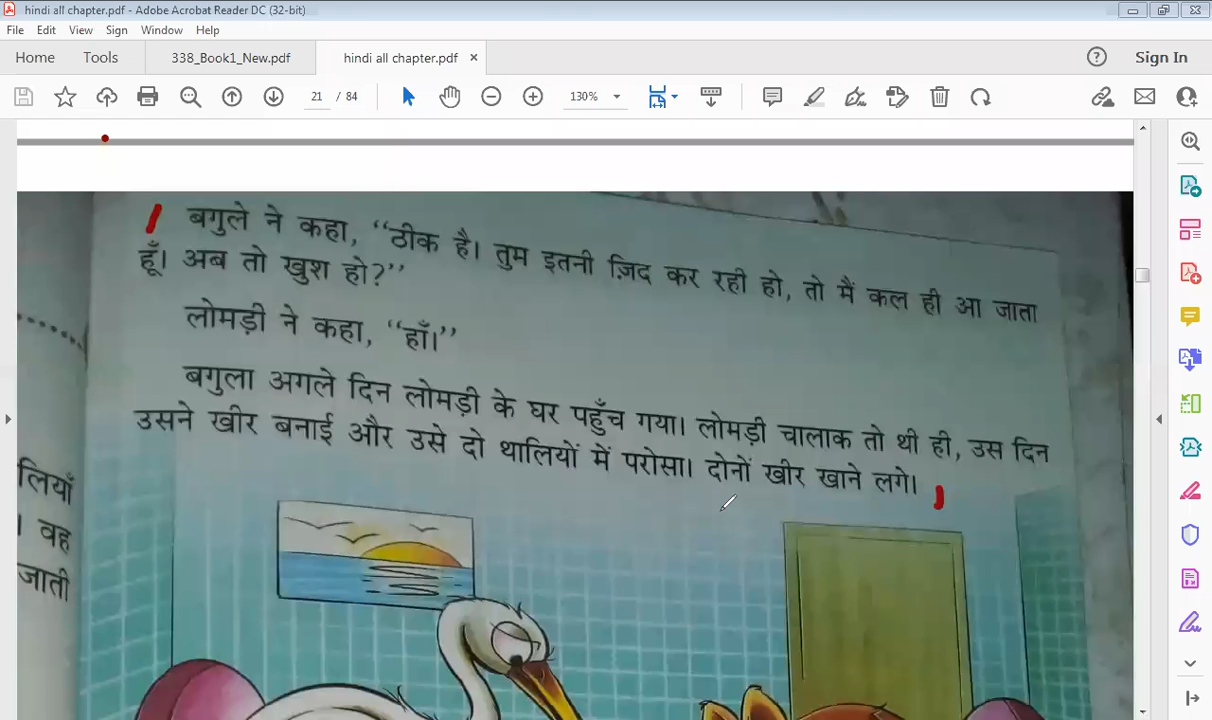 hindi all chapter.pdf - Adobe Acrobat Reader DC (32-bit)
File Edit View Sign Window Help
Home Tools 338_Book1_New.pdf hindi all chapter.pdf × Sign In
21 / 84 130%
बगुले ने कहा, ‘‘ठीक है। तुम इतनी ज़िद कर रही हो, तो मैं कल ही आ जाता
हूँ। अब तो खुश हो?’’
लोमड़ी ने कहा, ‘‘हाँ।’’
बगुला अगले दिन लोमड़ी के घर पहुँच गया। लोमड़ी चालाक तो थी ही, उस दिन
उसने खीर बनाई और उसे दो थालियों में परोसा। दोनों खीर खाने लगे।
लियाँ
। वह
जाती